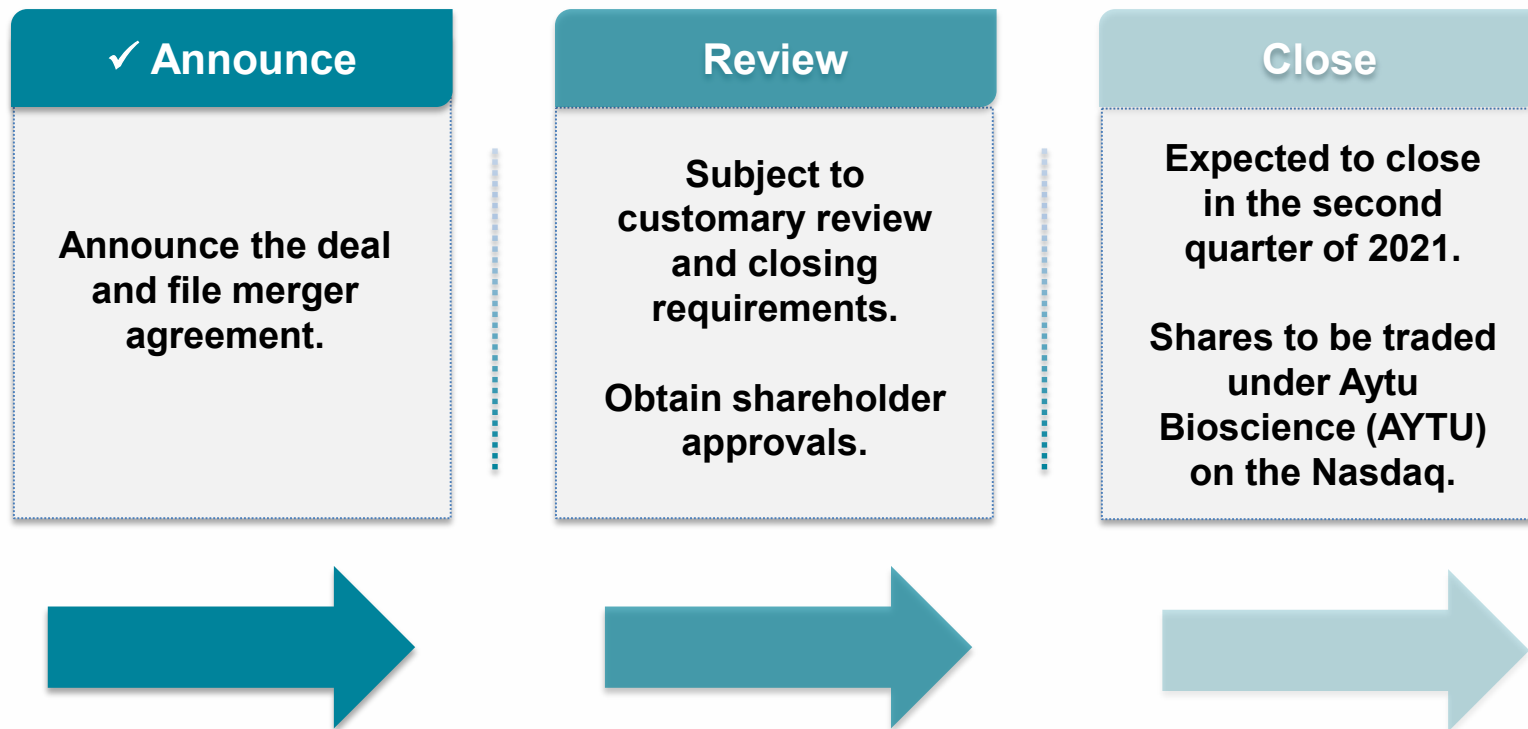 ✓ Announce
Announce the deal
and file merger
agreement.
Review
Subject to
customary review
and closing
requirements.
Obtain shareholder
approvals.
Close
Expected to close
in the second
quarter of 2021.
Shares to be traded
under Aytu
Bioscience (AYTU)
on the Nasdaq.